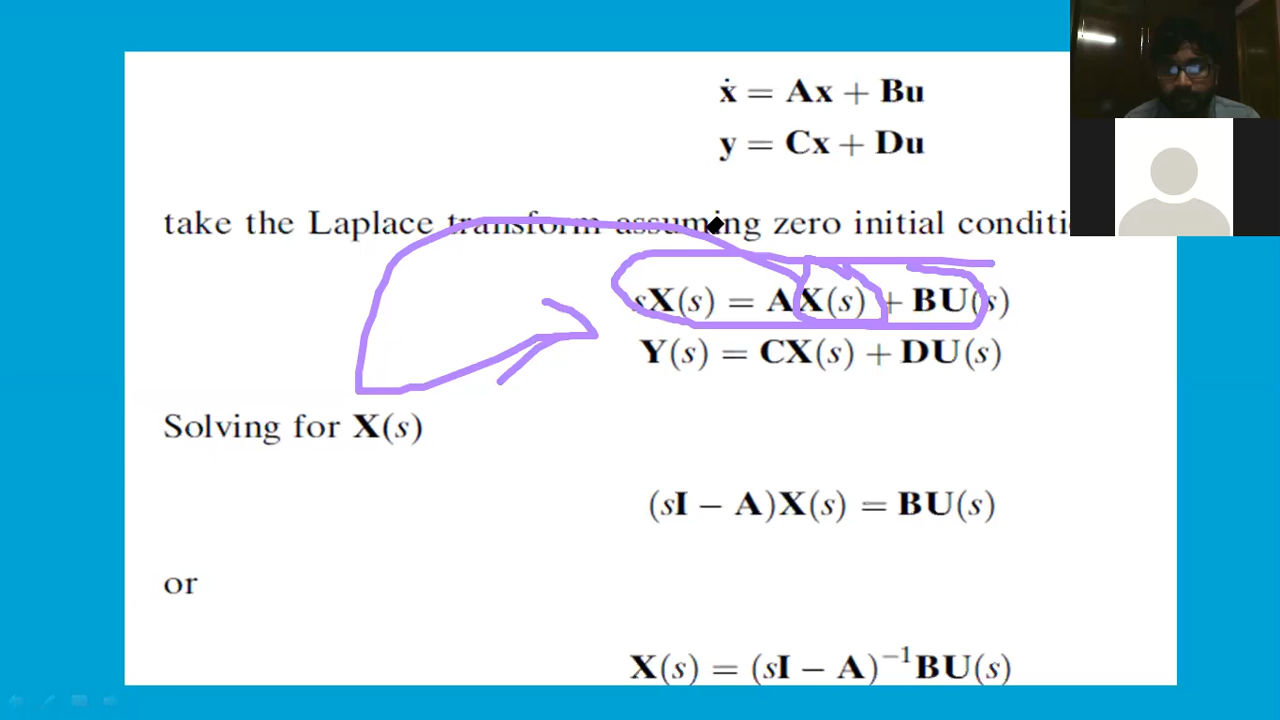 ẋ = Ax + Bu
y = Cx + Du
take the Laplace transform assuming zero initial conditi
sX(s) = AX(s) + BU(s)
Y(s) = CX(s) + DU(s)
Solving for X(s)
(sI − A)X(s) = BU(s)
or
X(s) = (sI − A)⁻¹BU(s)